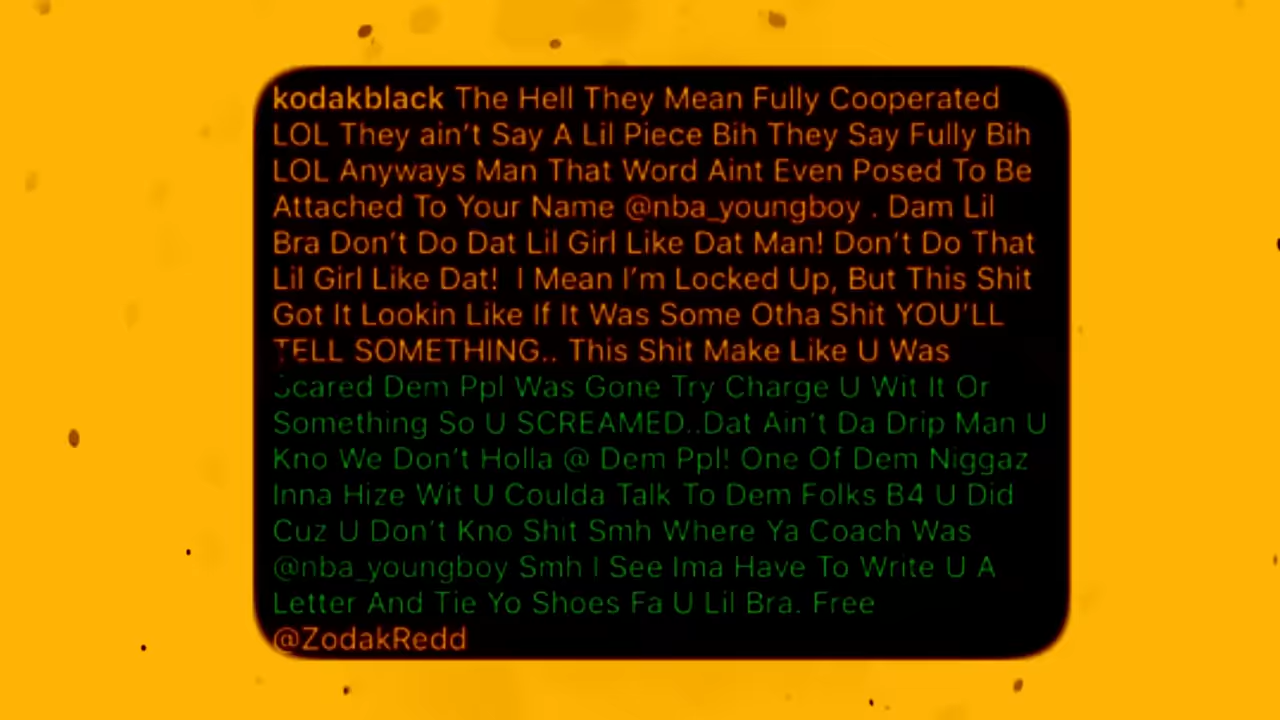 kodakblack The Hell They Mean Fully Cooperated
LOL They ain't Say A Lil Piece Bih They Say Fully Bih
LOL Anyways Man That Word Aint Even Posed To Be
Attached To Your Name @nba_youngboy . Dam Lil
Bra Don't Do Dat Lil Girl Like Dat Man! Don't Do That
Lil Girl Like Dat!  I Mean I'm Locked Up, But This Shit
Got It Lookin Like If It Was Some Otha Shit YOU'LL
TELL SOMETHING.. This Shit Make Like U Was
Scared Dem Ppl Was Gone Try Charge U Wit It Or
Something So U SCREAMED..Dat Ain't Da Drip Man U
Kno We Don't Holla @ Dem Ppl! One Of Dem Niggaz
Inna Hize Wit U Coulda Talk To Dem Folks B4 U Did
Cuz U Don't Kno Shit Smh Where Ya Coach Was
@nba_youngboy Smh I See Ima Have To Write U A
Letter And Tie Yo Shoes Fa U Lil Bra. Free
@ZodakRedd